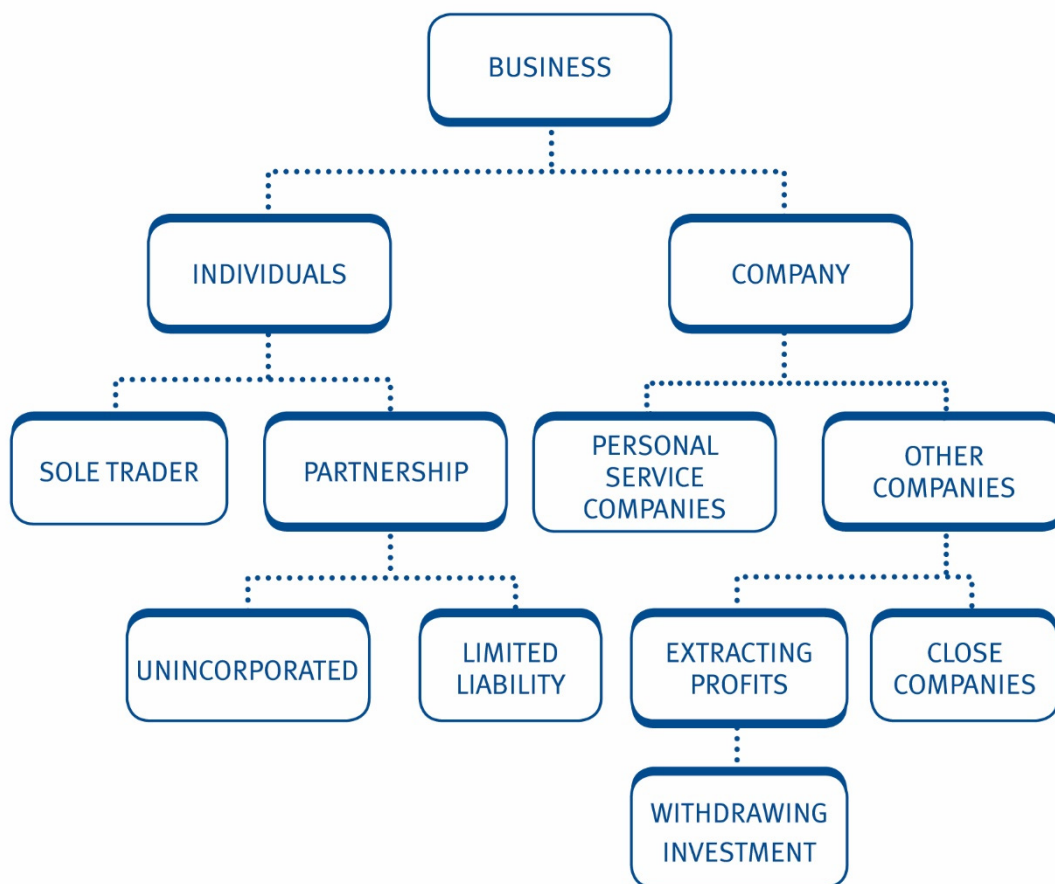 BUSINESS
INDIVIDUALS
COMPANY
SOLE TRADER
PARTNERSHIP
PERSONAL
SERVICE
COMPANIES
OTHER
COMPANIES
UNINCORPORATED
LIMITED
LIABILITY
EXTRACTING
PROFITS
CLOSE
COMPANIES
WITHDRAWING
INVESTMENT